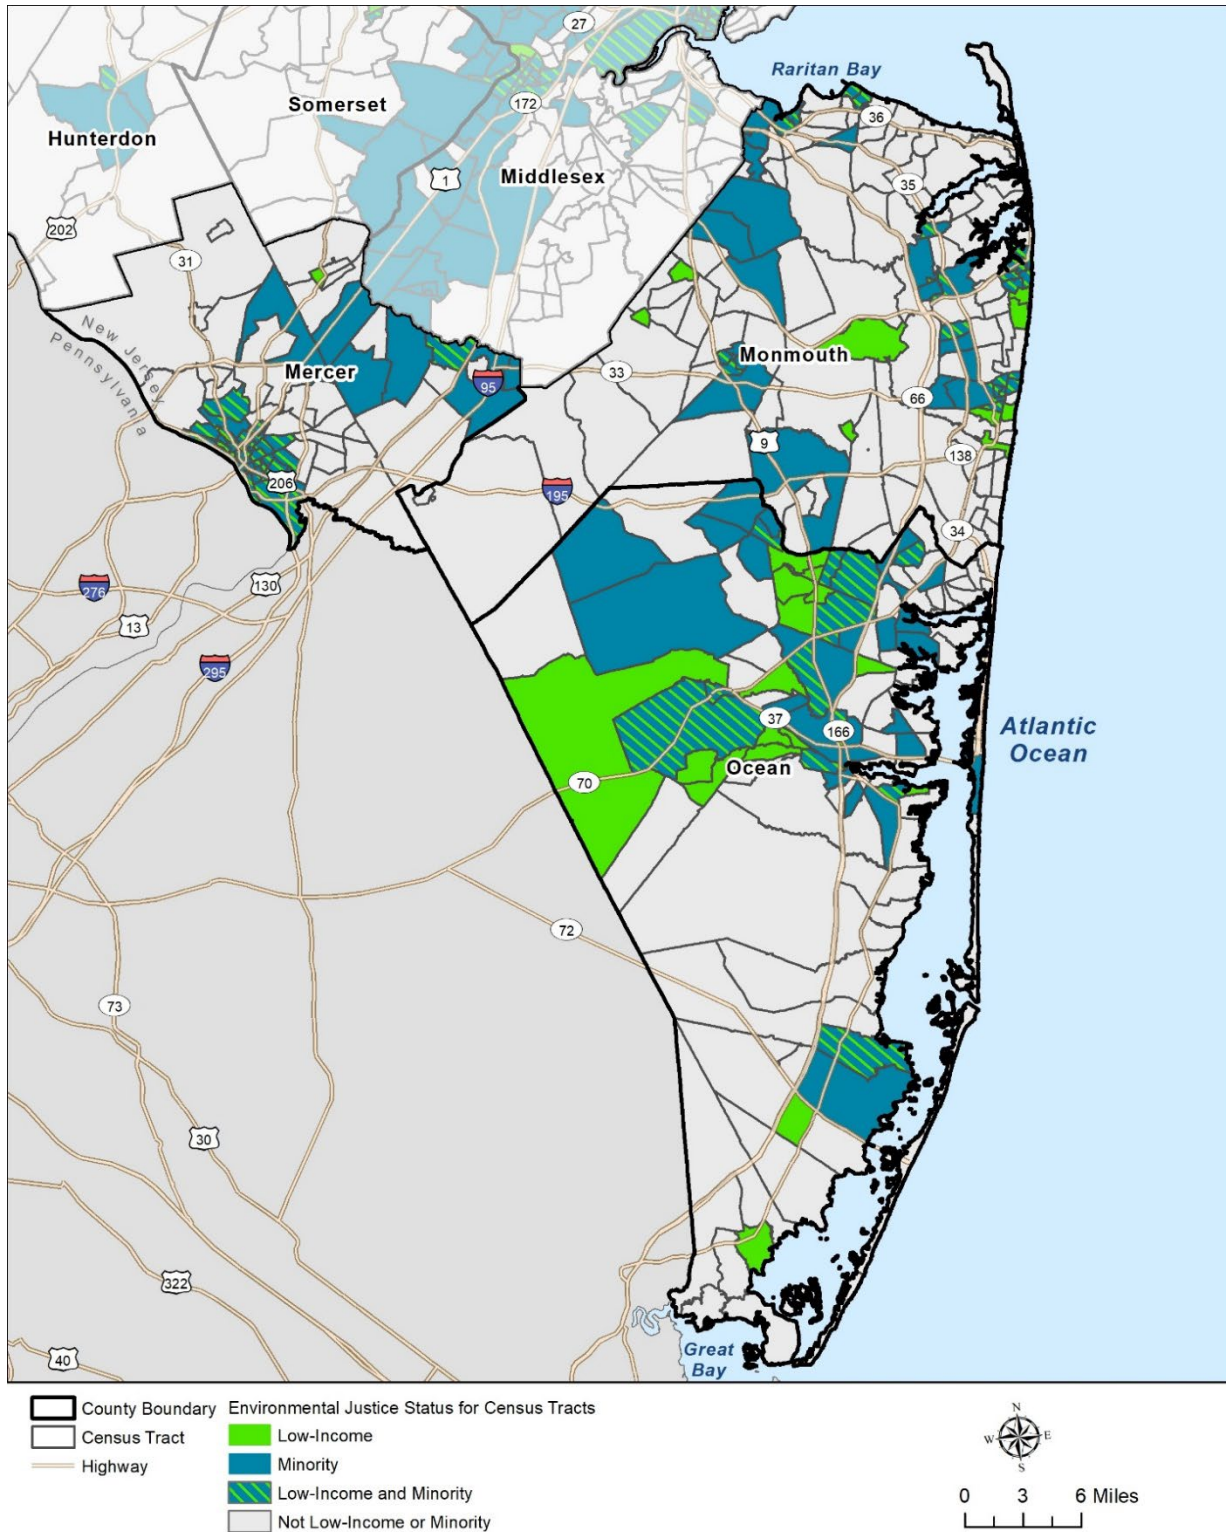 27
Raritan Bay
Somerset
172
36
Hunterdon
Middlesex
1
35
202
31
New Jersey
Pennsylvania
Mercer
Monmouth
33
95
66
9
138
206
195
34
276
130
13
295
Atlantic
Ocean
37
166
70
Ocean
72
73
30
322
Great
Bay
40
County Boundary
Census Tract
Highway
Environmental Justice Status for Census Tracts
Low-Income
Minority
Low-Income and Minority
Not Low-Income or Minority
N
W E
S
0 3 6 Miles